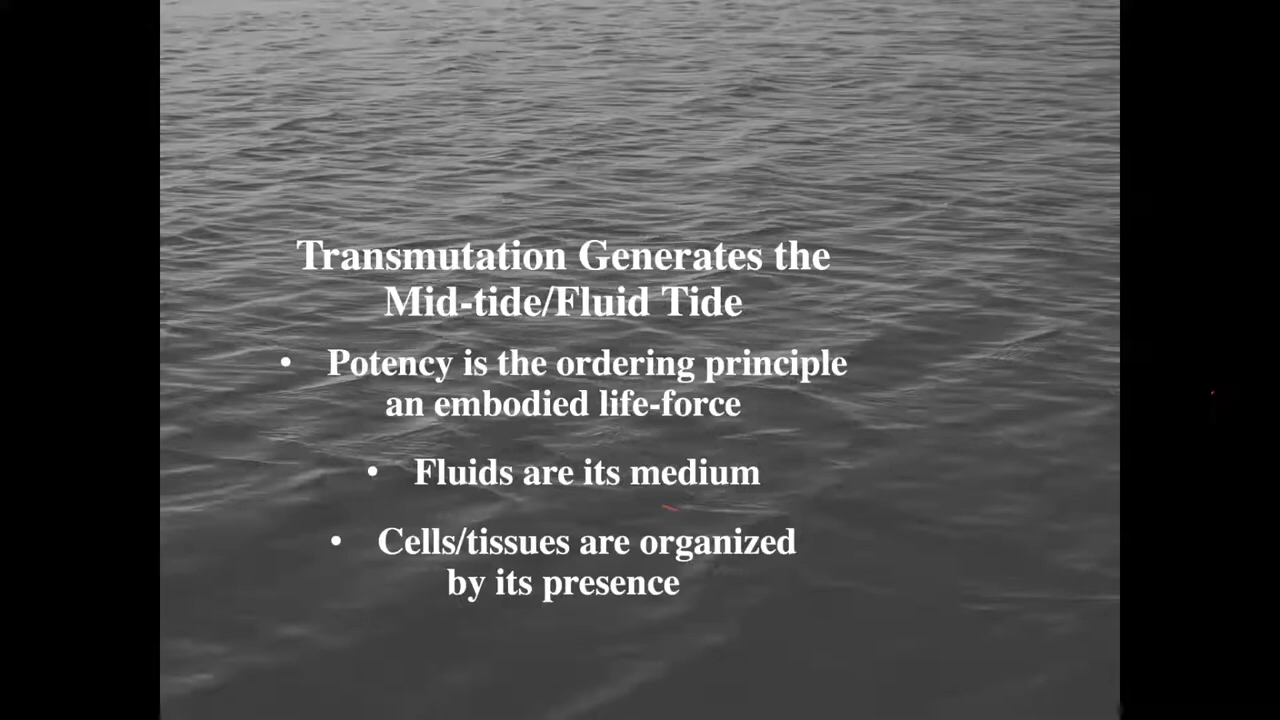 Transmutation Generates the
Mid-tide/Fluid Tide
• Potency is the ordering principle
an embodied life-force
• Fluids are its medium
• Cells/tissues are organized
by its presence